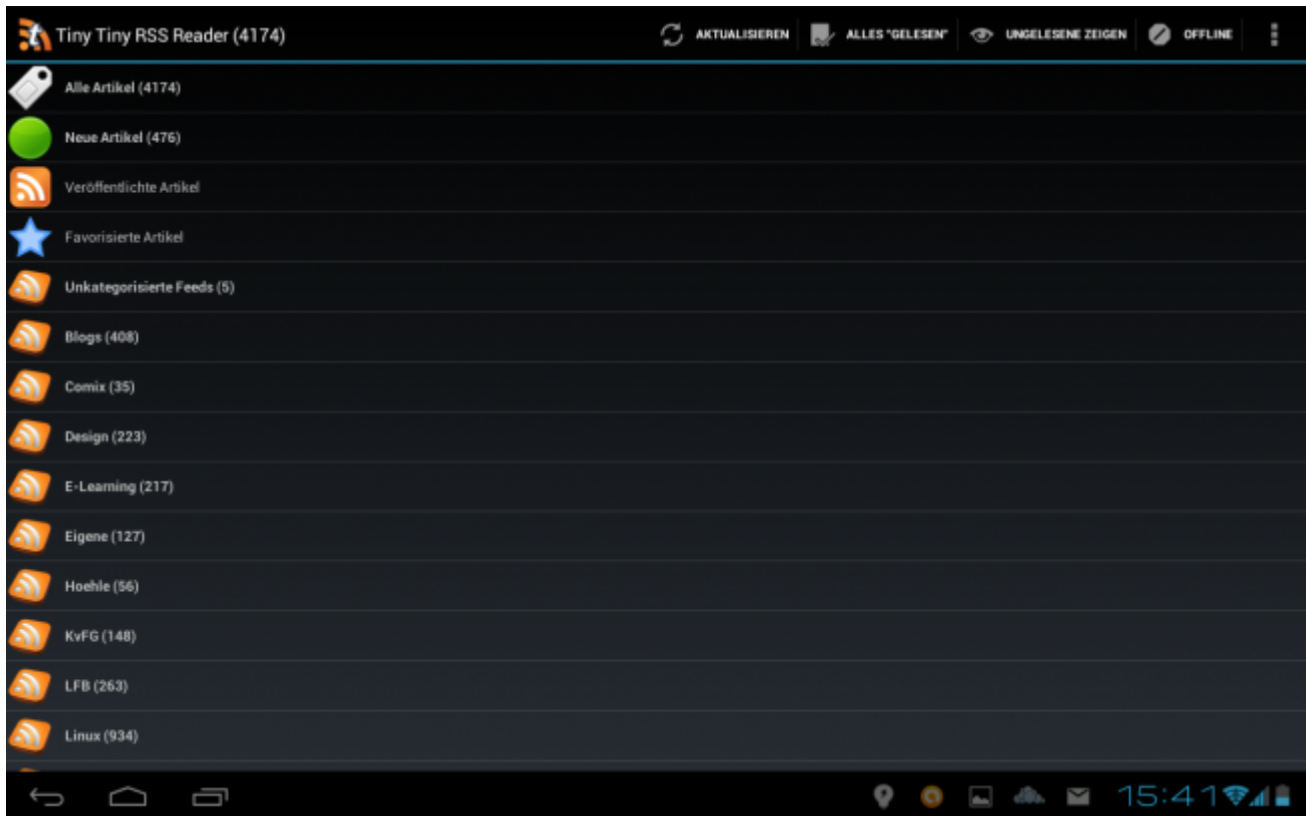 Tiny Tiny RSS Reader (4174)
AKTUALISIEREN
ALLES "GELESEN"
UNGELESENE ZEIGEN
OFFLINE
Alle Artikel (4174)
Neue Artikel (476)
Veröffentlichte Artikel
Favorisierte Artikel
Unkategorisierte Feeds (5)
Blogs (408)
Comix (35)
Design (223)
E-Learning (217)
Eigene (127)
Hoehle (56)
KvFG (148)
LFB (263)
Linux (934)
15:41